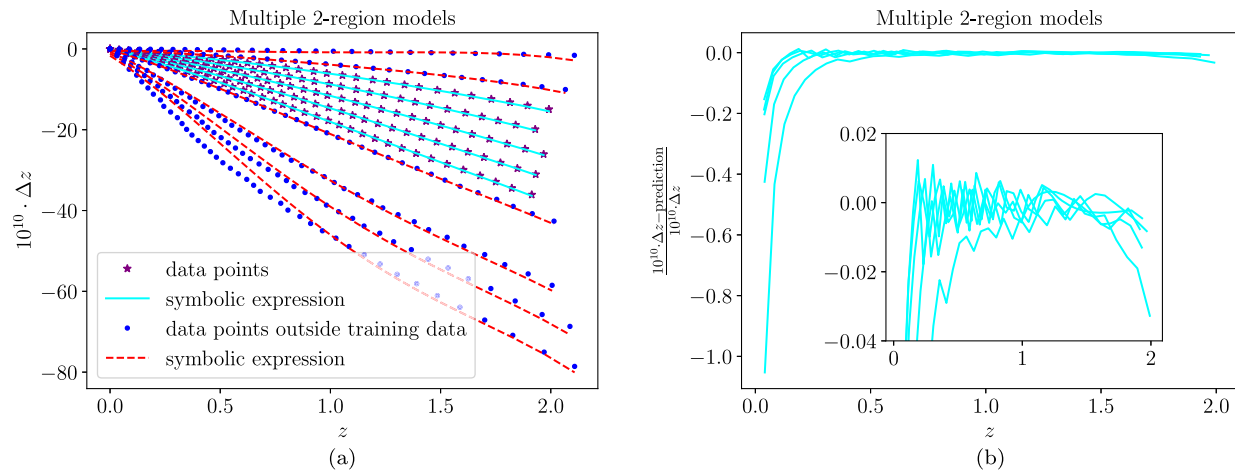 Multiple 2-region models
0
−20
−40
−60
−80
10^10 · Δz
data points
symbolic expression
data points outside training data
symbolic expression
0.0 0.5 1.0 1.5 2.0
z
(a)
Multiple 2-region models
0.0
−0.2
−0.4
−0.6
−0.8
−1.0
10^10·Δz−prediction
10^10·Δz
0.02
0.00
−0.02
−0.04
0 1 2
0.0 0.5 1.0 1.5 2.0
z
(b)